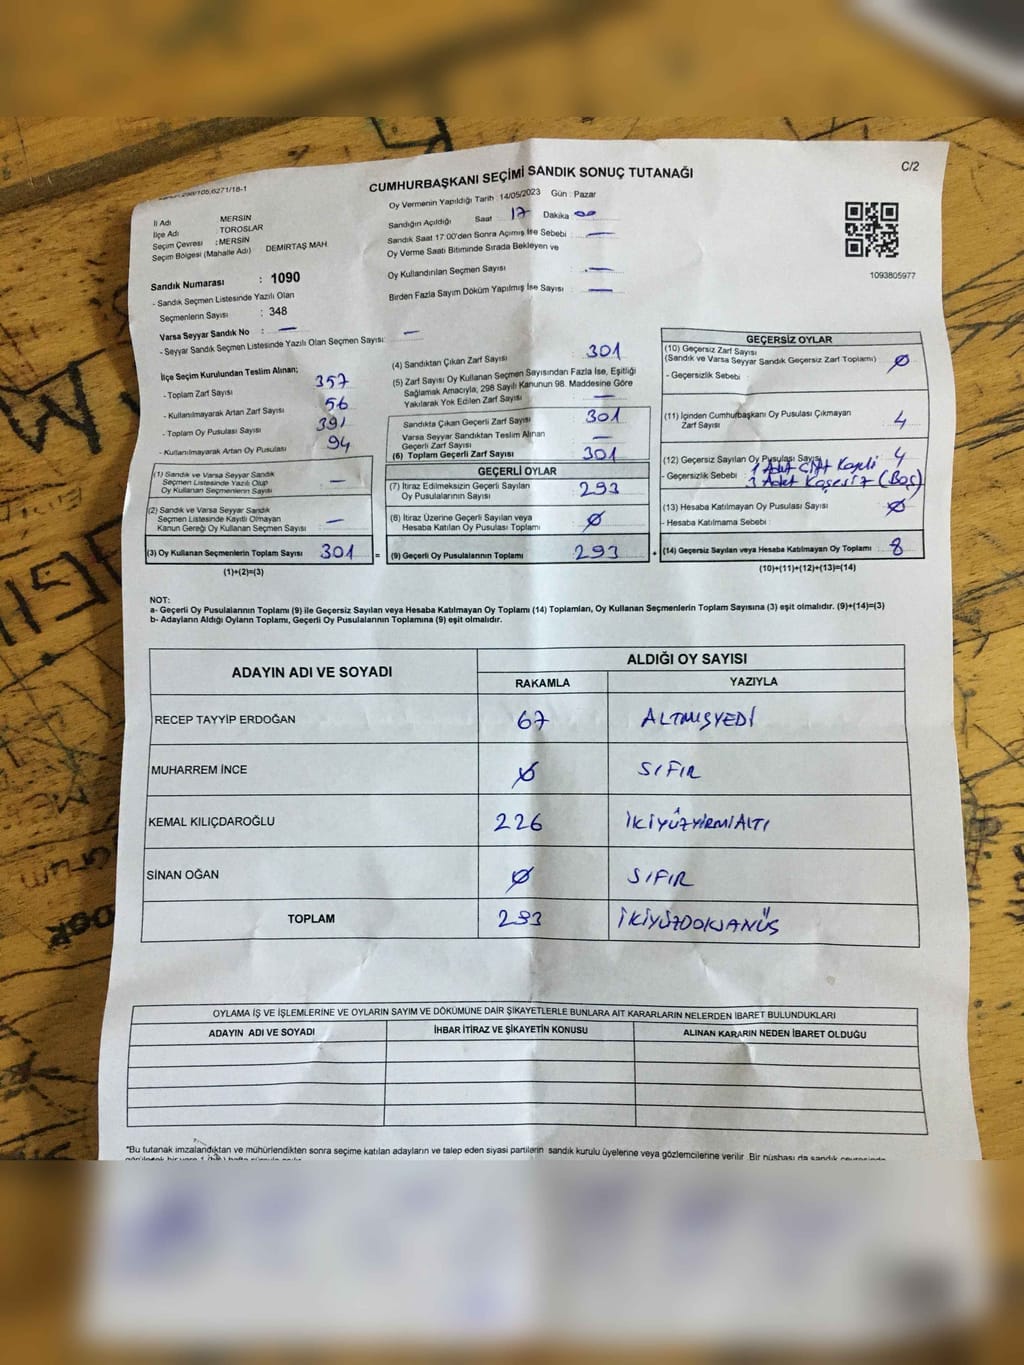 C/2
CUMHURBAŞKANI SEÇİMİ SANDIK SONUÇ TUTANAĞI
Oy Vermenin Yapıldığı Tarih : 14/05/2023 Gün : Pazar
İl Adı MERSİN
İlçe Adı TOROSLAR
Seçim Çevresi : MERSİN
Seçim Bölgesi (Mahalle Adı) DEMİRTAŞ MAH
Sandık Numarası : 1090
- Sandık Seçmen Listesinde Yazılı Olan
Seçmenlerin Sayısı : 348
Varsa Seyyar Sandık No : —
- Seyyar Sandık Seçmen Listesinde Yazılı Olan Seçmen Sayısı: —
Sandığın Açıldığı Saat 17 Dakika 00
Sandık Saat 17:00'den Sonra Açımış İse Sebebi : —
Oy Verme Saati Bitiminde Sırada Bekleyen ve
Oy Kullandırılan Seçmen Sayısı : —
Birden Fazla Sayım Döküm Yapılmış İse Sayısı : —
1093805977
İlçe Seçim Kurulundan Teslim Alınan;
- Toplam Zarf Sayısı 357
- Kullanılmayarak Artan Zarf Sayısı 56
- Toplam Oy Pusulası Sayısı 391
- Kullanılmayarak Artan Oy Pusulası 94
(1) Sandık ve Varsa Seyyar Sandık
Seçmen Listesinde Yazılı Olup
Oy Kullanan Seçmenlerin Sayısı —
(2) Sandık ve Varsa Seyyar Sandık
Seçmen Listesinde Kayıtlı Olmayan
Kanun Gereği Oy Kullanan Seçmen Sayısı —
(3) Oy Kullanan Seçmenlerin Toplam Sayısı 301 =
(1)+(2)=(3)
(4) Sandıktan Çıkan Zarf Sayısı 301
(5) Zarf Sayısı Oy Kullanan Seçmen Sayısından Fazla İse, Eşitliği
Sağlamak Amacıyla, 298 Sayılı Kanunun 98. Maddesine Göre
Yakılarak Yok Edilen Zarf Sayısı —
Sandıkta Çıkan Geçerli Zarf Sayısı 301
Varsa Seyyar Sandıktan Teslim Alınan
Geçerli Zarf Sayısı —
(6) Toplam Geçerli Zarf Sayısı 301
GEÇERLİ OYLAR
(7) İtiraz Edilmeksizin Geçerli Sayılan
Oy Pusulalarının Sayısı 293
(8) İtiraz Üzerine Geçerli Sayılan veya
Hesaba Katılan Oy Pusulası Toplamı Ø
(9) Geçerli Oy Pusulalarının Toplamı 293 +
GEÇERSİZ OYLAR
(10) Geçersiz Zarf Sayısı
(Sandık ve Varsa Seyyar Sandık Geçersiz Zarf Toplamı) Ø
- Geçersizlik Sebebi
(11) İçinden Cumhurbaşkanı Oy Pusulası Çıkmayan
Zarf Sayısı 4
(12) Geçersiz Sayılan Oy Pusulası Sayısı 4
- Geçersizlik Sebebi 1 Adet Çift Kaşeli
3 Adet Kaşesiz (Boş)
(13) Hesaba Katılmayan Oy Pusulası Sayısı Ø
- Hesaba Katılmama Sebebi
(14) Geçersiz Sayılan veya Hesaba Katılmayan Oy Toplamı 8
(10)+(11)+(12)+(13)=(14)
NOT:
a- Geçerli Oy Pusulalarının Toplamı (9) ile Geçersiz Sayılan veya Hesaba Katılmayan Oy Toplamı (14) Toplamları, Oy Kullanan Seçmenlerin Toplam Sayısına (3) eşit olmalıdır. (9)+(14)=(3)
b- Adayların Aldığı Oyların Toplamı, Geçerli Oy Pusulalarının Toplamına (9) eşit olmalıdır.
ADAYIN ADI VE SOYADI ALDIĞI OY SAYISI
RAKAMLA YAZIYLA
RECEP TAYYİP ERDOĞAN 67 ALTMIŞYEDİ
MUHARREM İNCE Ø SIFIR
KEMAL KILIÇDAROĞLU 226 İKİYÜZYİRMİALTI
SİNAN OĞAN Ø SIFIR
TOPLAM 293 İKİYÜZDOKSANÜŞ
OYLAMA İŞ VE İŞLEMLERİNE VE OYLARIN SAYIM VE DÖKÜMÜNE DAİR ŞİKAYETLERLE BUNLARA AİT KARARLARIN NELERDEN İBARET BULUNDUKLARI
ADAYIN ADI VE SOYADI İHBAR İTİRAZ VE ŞİKAYETİN KONUSU ALINAN KARARIN NEDEN İBARET OLDUĞU
*Bu tutanak imzalandıktan ve mühürlendikten sonra seçime katılan adayların ve talep eden siyasi partilerin sandık kurulu üyelerine veya gözlemcilerine verilir. Bir nüshası da sandık çevresinde